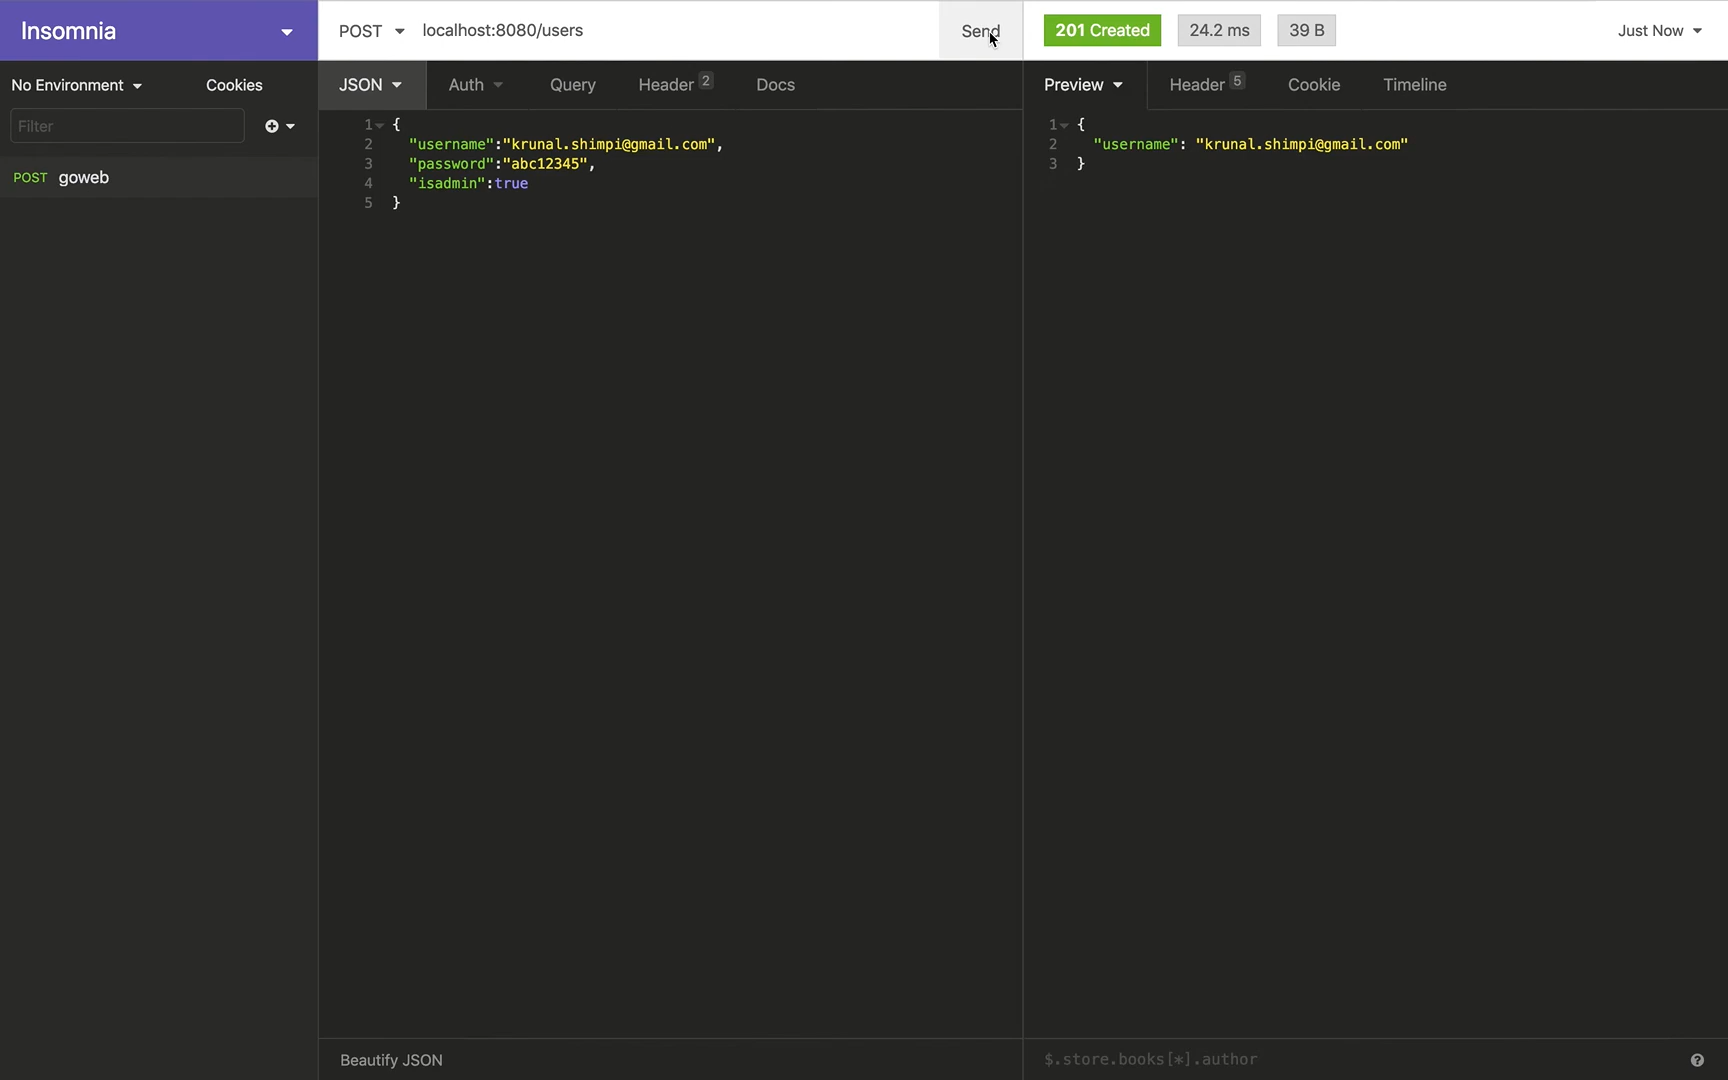 Insomnia
POST localhost:8080/users Send
201 Created 24.2 ms 39 B Just Now
No Environment Cookies
JSON Auth Query Header 2 Docs
Preview Header 5 Cookie Timeline
Filter
POST goweb
1 {
2 "username":"krunal.shimpi@gmail.com",
3 "password":"abc12345",
4 "isadmin":true
5 }
1 {
2 "username": "krunal.shimpi@gmail.com"
3 }
Beautify JSON
$.store.books[*].author
?